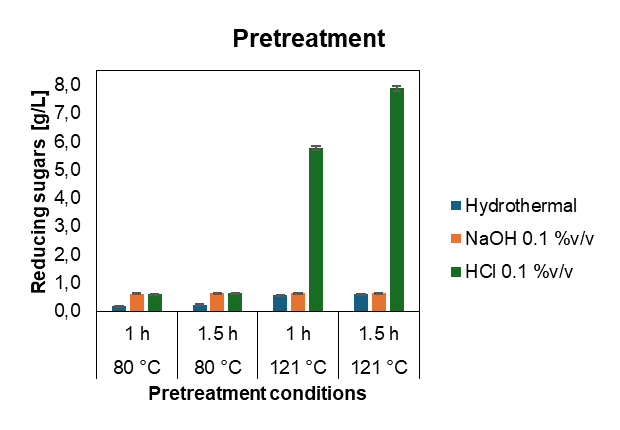 Pretreatment
Reducing sugars [g/L]
8,0
7,0
6,0
5,0
4,0
3,0
2,0
1,0
0,0
1 h 1.5 h 1 h 1.5 h
80 °C 80 °C 121 °C 121 °C
Pretreatment conditions
Hydrothermal
NaOH 0.1 %v/v
HCl 0.1 %v/v